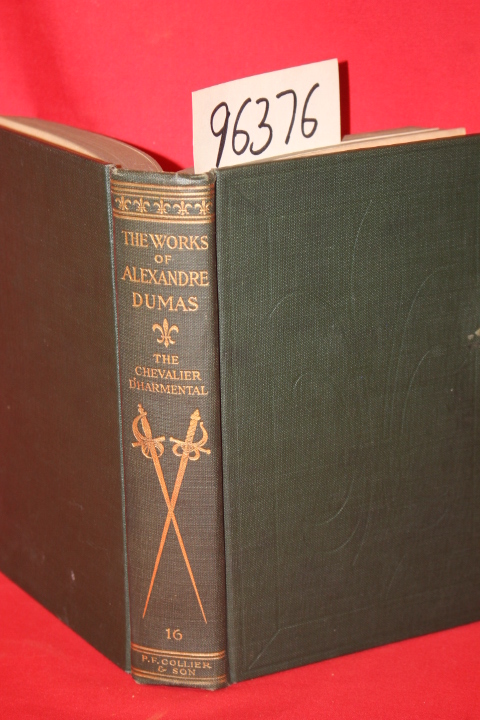 96376
THE WORKS
OF
ALEXANDRE
DUMAS
THE
CHEVALIER
D'HARMENTAL
16
P.F. COLLIER
& SON